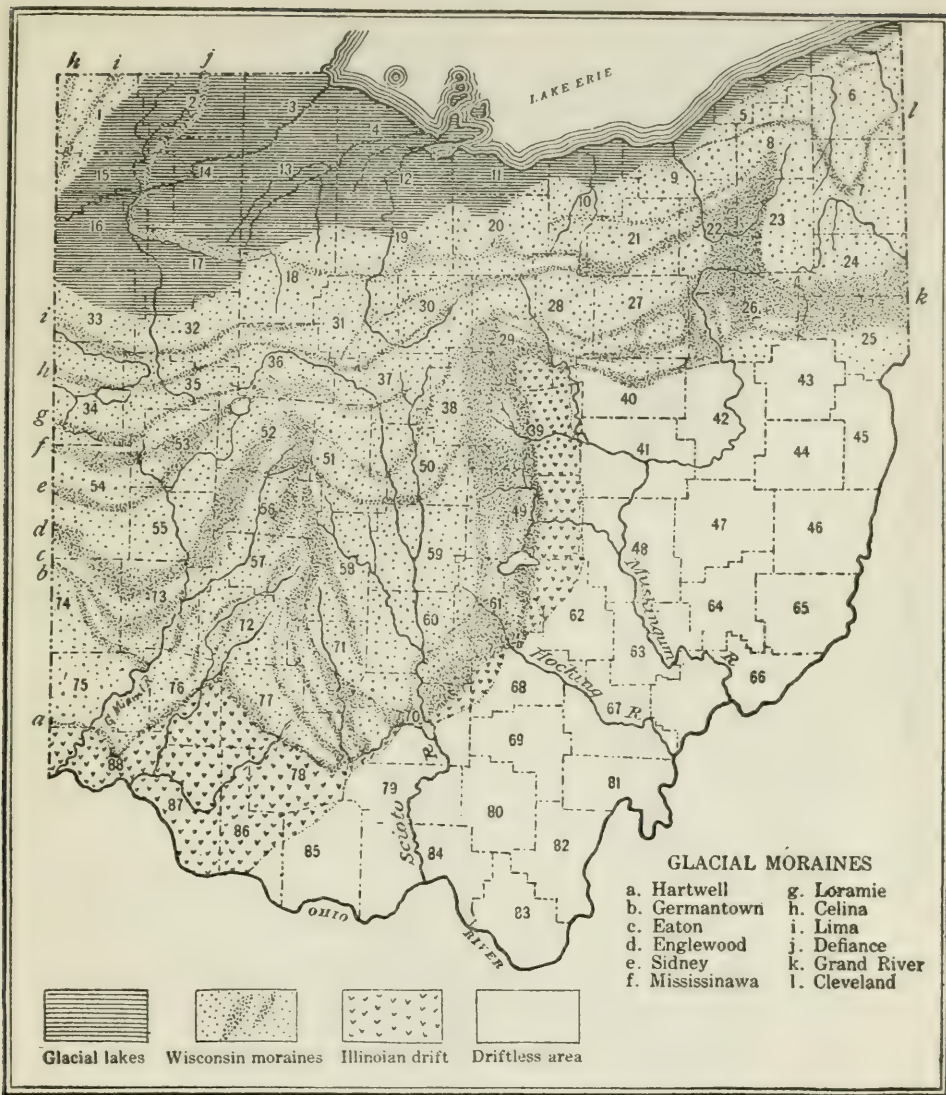 h i j
LAKE ERIE
l
1 2 3 4 5 6
7 8 9 10 11 12
13 14 15 16 17 18
19 20 21 22 23 24
k
i
h
g
f
e
d
c
b
a
25 26 27 28 29 30
31 32 33 34 35 36
37 38 39 40 41 42
43 44 45 46 47 48
49 50 51 52 53 54
55 56 57 58 59 60
61 62 63 64 65 66
67 68 69 70 71 72
73 74 75 76 77 78
79 80 81 82 83 84
85 86 87 88
Muskingum R.
Hocking R.
G. Miami R.
Scioto R.
OHIO RIVER
GLACIAL MORAINES
a. Hartwell
b. Germantown
c. Eaton
d. Englewood
e. Sidney
f. Mississinawa
g. Loramie
h. Celina
i. Lima
j. Defiance
k. Grand River
l. Cleveland
Glacial lakes
Wisconsin moraines
Illinoian drift
Driftless area